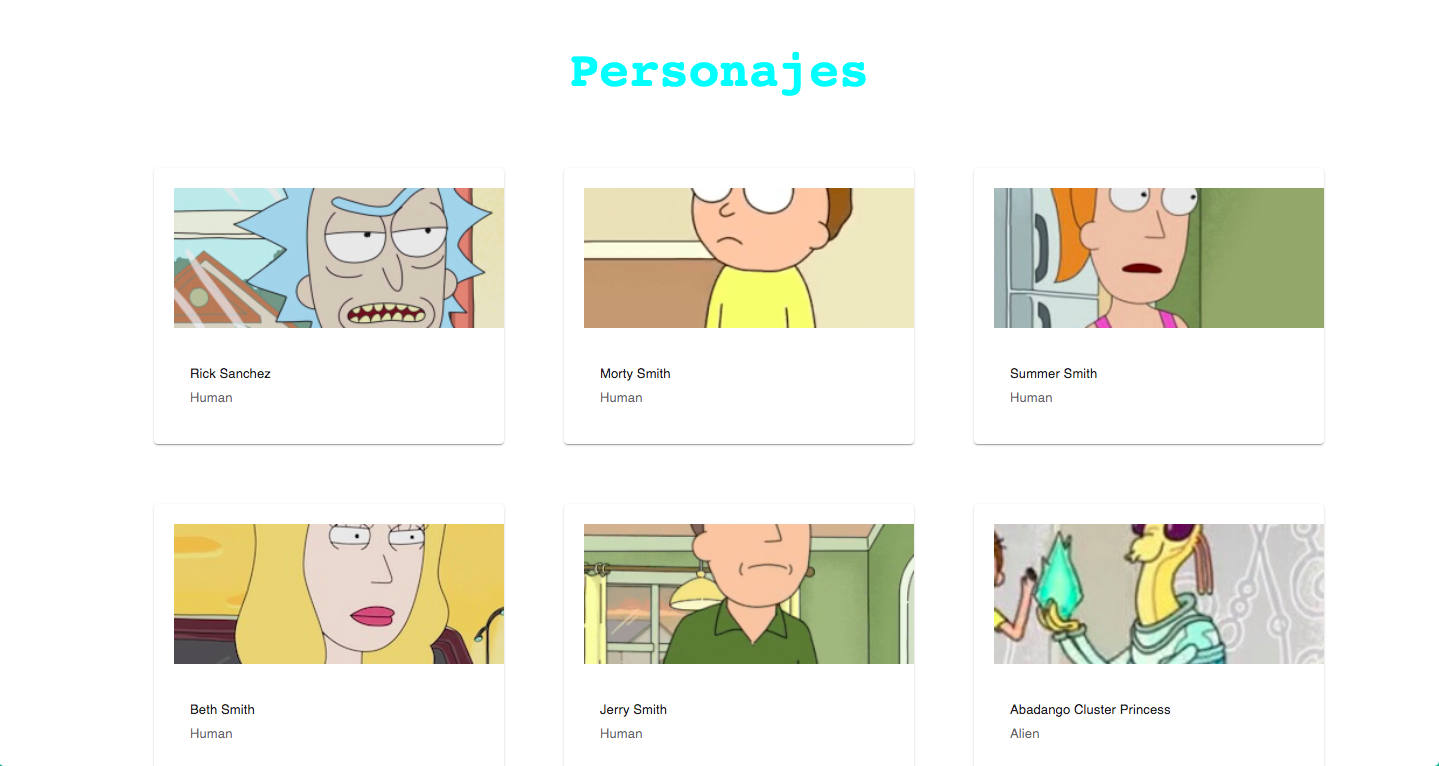 Personajes
Rick Sanchez
Human
Morty Smith
Human
Summer Smith
Human
Beth Smith
Human
Jerry Smith
Human
Abadango Cluster Princess
Alien